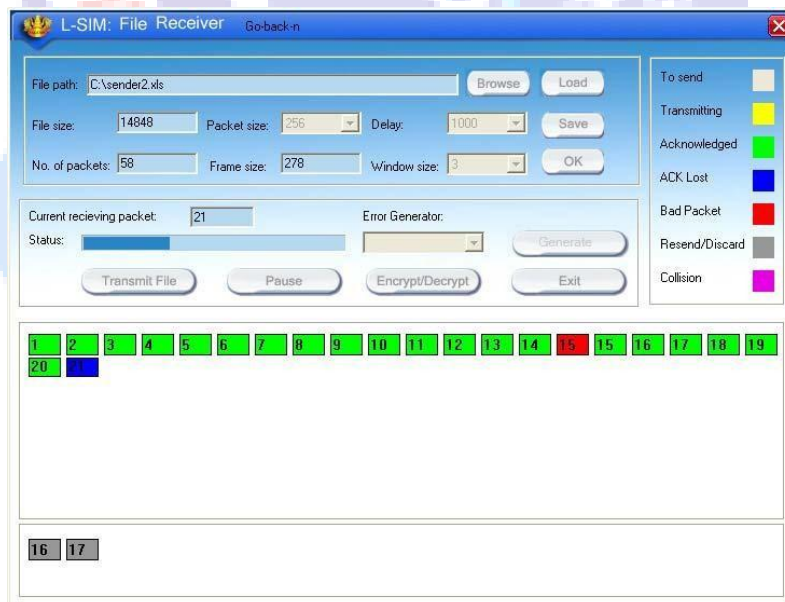 L-SIM: File Receiver Go-back-n
File path: C:\sender2.xls Browse Load
File size: 14848 Packet size: 256 Delay: 1000 Save
No. of packets: 58 Frame size: 278 Window size: 3 OK
Current recieving packet: 21 Error Generator:
Status: Generate
Transmit File Pause Encrypt/Decrypt Exit
To send
Transmitting
Acknowledged
ACK Lost
Bad Packet
Resend/Discard
Collision
1 2 3 4 5 6 7 8 9 10 11 12 13 14 15 15 16 17 18 19
20 21
16 17